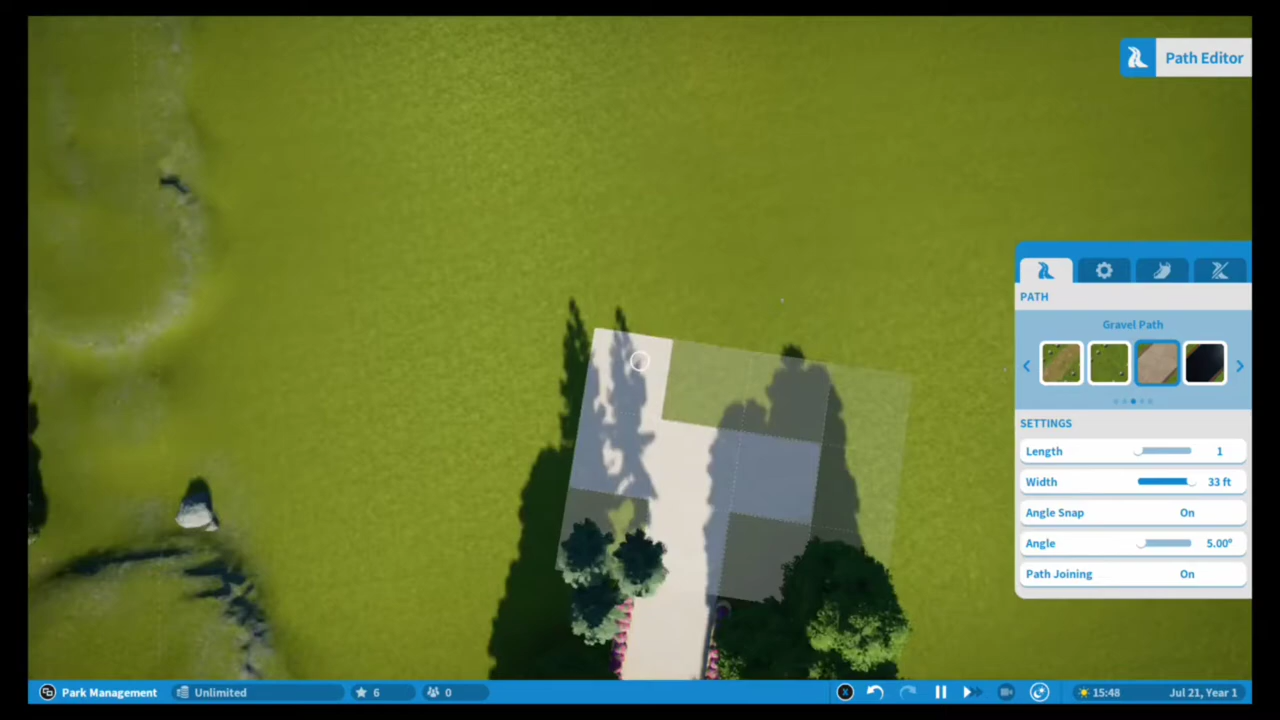 Path Editor
PATH
Gravel Path
SETTINGS
Length 1
Width 33 ft
Angle Snap On
Angle 5.00°
Path Joining On
Park Management Unlimited 6 0 X 15:48 Jul 21, Year 1